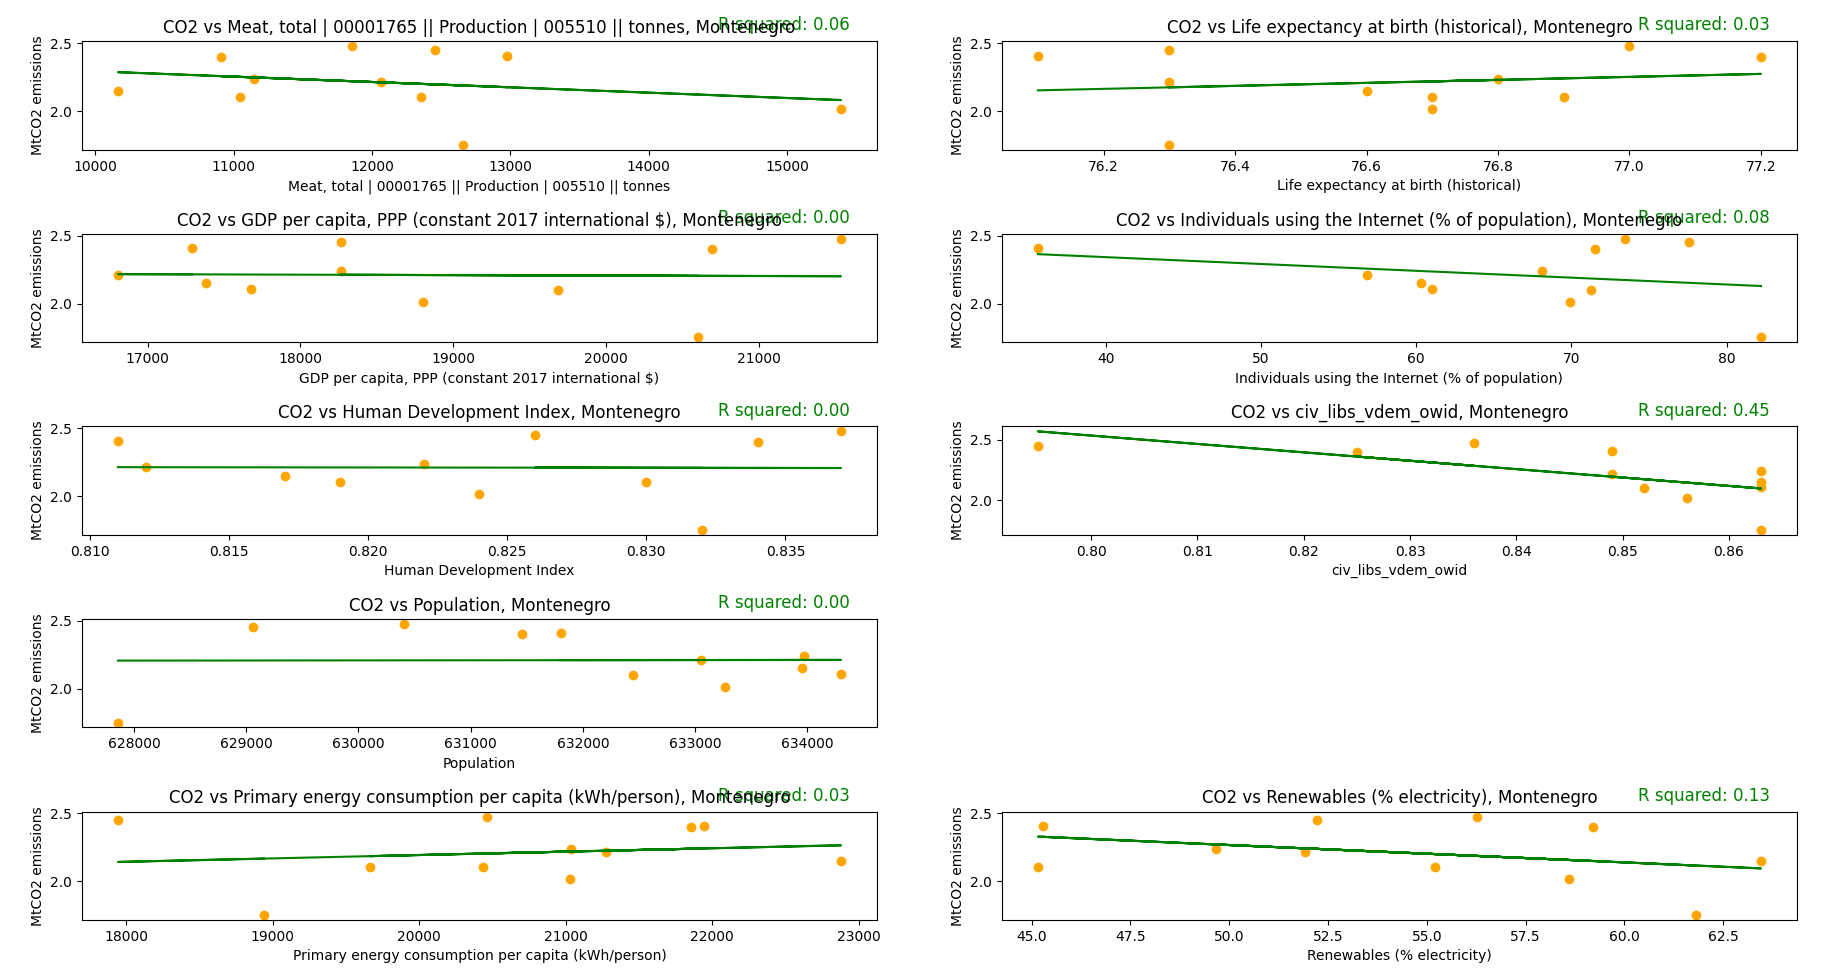 CO2 vs Meat, total | 00001765 || Production | 005510 || tonnes, Montenegro
R squared: 0.06
MtCO2 emissions
2.5
2.0
10000 11000 12000 13000 14000 15000
Meat, total | 00001765 || Production | 005510 || tonnes
CO2 vs Life expectancy at birth (historical), Montenegro
R squared: 0.03
MtCO2 emissions
2.5
2.0
76.2 76.4 76.6 76.8 77.0 77.2
Life expectancy at birth (historical)
CO2 vs GDP per capita, PPP (constant 2017 international $), Montenegro
R squared: 0.00
MtCO2 emissions
2.5
2.0
17000 18000 19000 20000 21000
GDP per capita, PPP (constant 2017 international $)
CO2 vs Individuals using the Internet (% of population), Montenegro
R squared: 0.08
MtCO2 emissions
2.5
2.0
40 50 60 70 80
Individuals using the Internet (% of population)
CO2 vs Human Development Index, Montenegro
R squared: 0.00
MtCO2 emissions
2.5
2.0
0.810 0.815 0.820 0.825 0.830 0.835
Human Development Index
CO2 vs civ_libs_vdem_owid, Montenegro
R squared: 0.45
MtCO2 emissions
2.5
2.0
0.80 0.81 0.82 0.83 0.84 0.85 0.86
civ_libs_vdem_owid
CO2 vs Population, Montenegro
R squared: 0.00
MtCO2 emissions
2.5
2.0
628000 629000 630000 631000 632000 633000 634000
Population
CO2 vs Primary energy consumption per capita (kWh/person), Montenegro
R squared: 0.03
MtCO2 emissions
2.5
2.0
18000 19000 20000 21000 22000 23000
Primary energy consumption per capita (kWh/person)
CO2 vs Renewables (% electricity), Montenegro
R squared: 0.13
MtCO2 emissions
2.5
2.0
45.0 47.5 50.0 52.5 55.0 57.5 60.0 62.5
Renewables (% electricity)